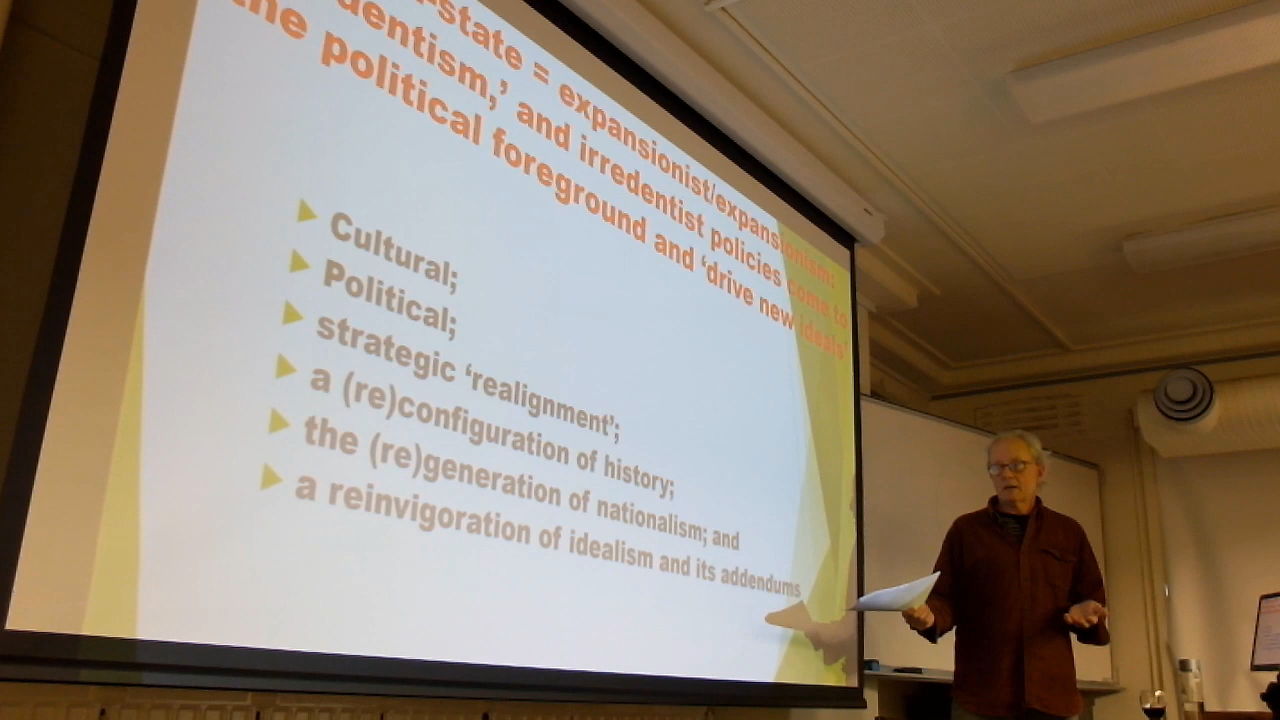 -state = expansionist/expansionism:
dentism,’ and irredentist policies come to
the political foreground and ‘drive new ideals’
Cultural;
Political;
strategic ‘realignment’;
a (re)configuration of history;
the (re)generation of nationalism; and
a reinvigoration of idealism and its addendums